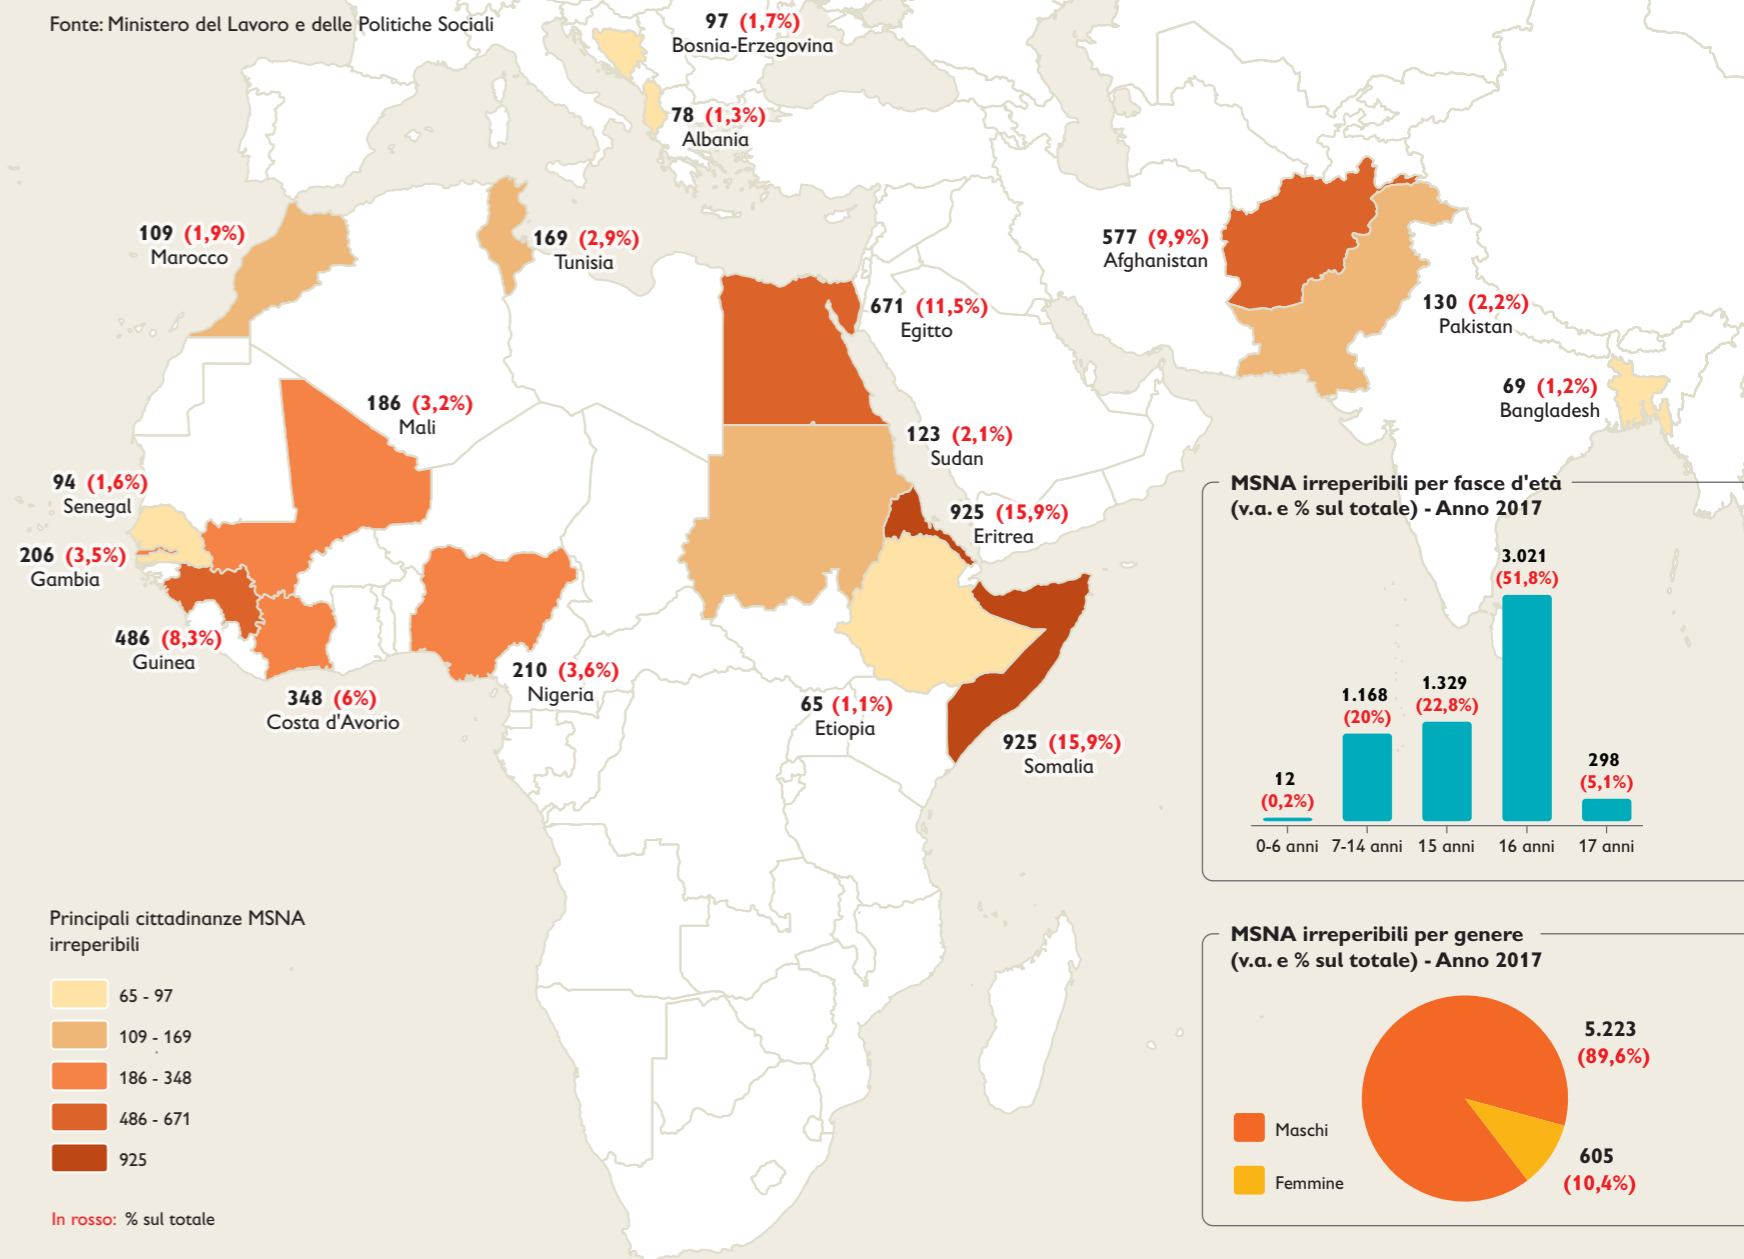 Fonte: Ministero del Lavoro e delle Politiche Sociali
97 (1,7%)
Bosnia-Erzegovina
78 (1,3%)
Albania
109 (1,9%)
Marocco
169 (2,9%)
Tunisia
577 (9,9%)
Afghanistan
671 (11,5%)
Egitto
130 (2,2%)
Pakistan
186 (3,2%)
Mali
69 (1,2%)
Bangladesh
123 (2,1%)
Sudan
94 (1,6%)
Senegal
925 (15,9%)
Eritrea
206 (3,5%)
Gambia
486 (8,3%)
Guinea
210 (3,6%)
Nigeria
348 (6%)
Costa d'Avorio
65 (1,1%)
Etiopia
925 (15,9%)
Somalia
MSNA irreperibili per fasce d'età
(v.a. e % sul totale) - Anno 2017
3.021
(51,8%)
1.168
(20%)
1.329
(22,8%)
298
(5,1%)
12
(0,2%)
0-6 anni 7-14 anni 15 anni 16 anni 17 anni
Principali cittadinanze MSNA
irreperibili
65 - 97
109 - 169
186 - 348
486 - 671
925
In rosso: % sul totale
MSNA irreperibili per genere
(v.a. e % sul totale) - Anno 2017
5.223
(89,6%)
Maschi
605
(10,4%)
Femmine